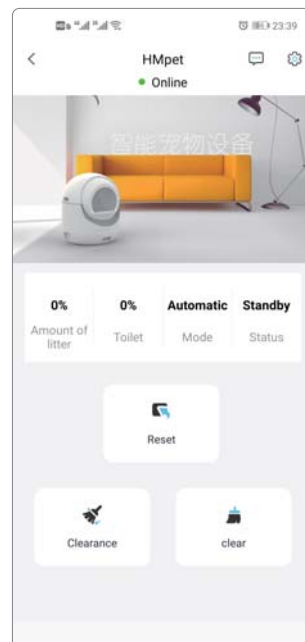 23:39
HMpet
Online
智能宠物设备
0% 0% Automatic Standby
Amount of litter Toilet Mode Status
Reset
Clearance clear